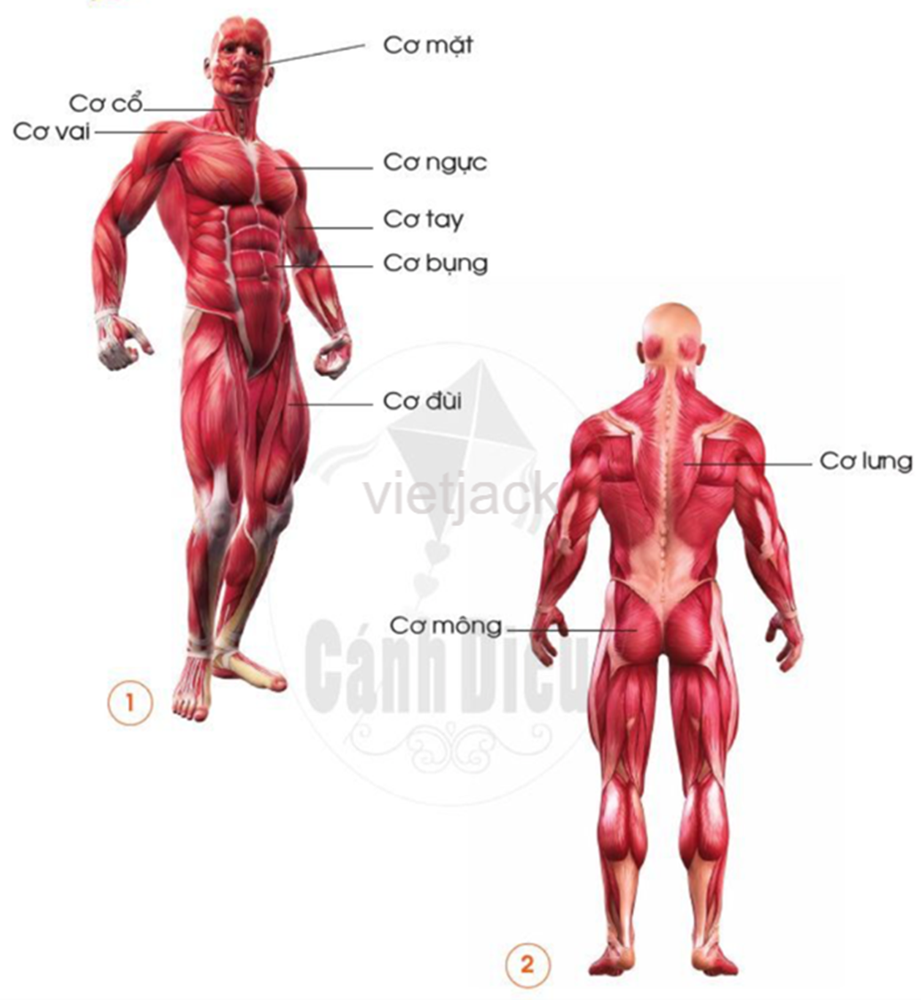 Cơ mặt
Cơ cổ
Cơ vai
Cơ ngực
Cơ tay
Cơ bụng
Cơ đùi
Cơ lưng
vietjack
Cơ mông
Cánh Diều
1
2